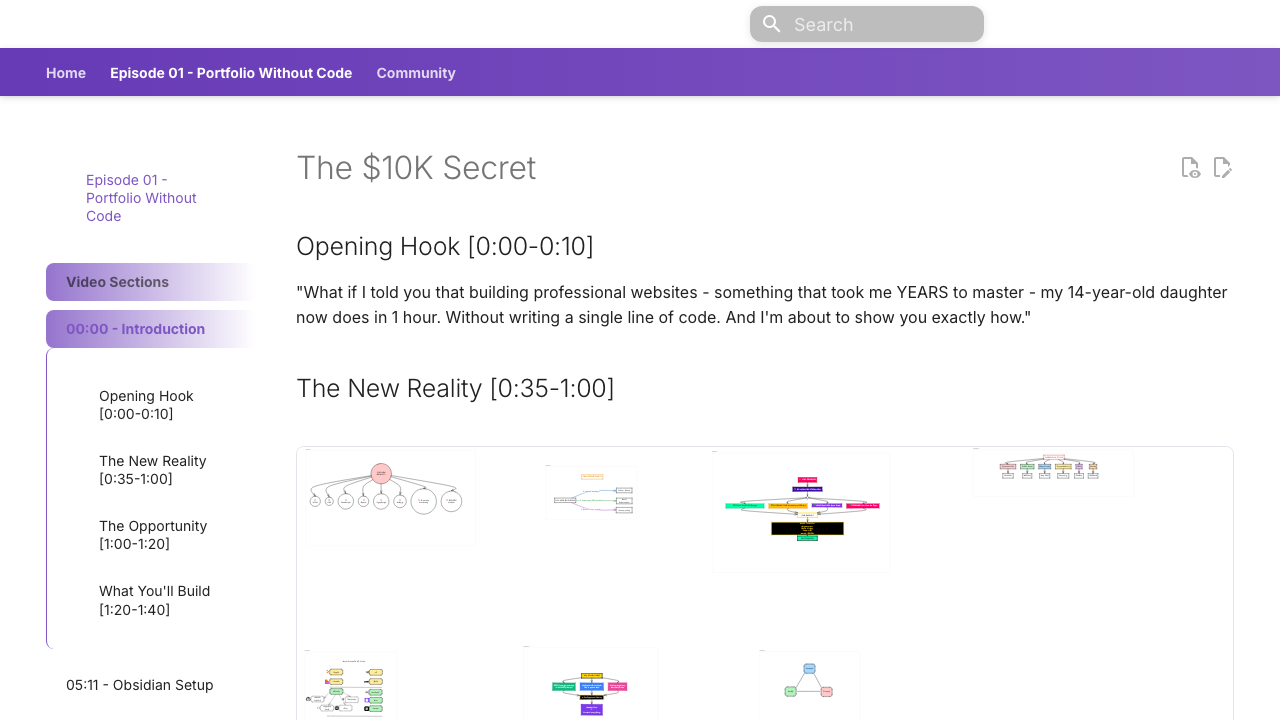 Search
Home
Episode 01 - Portfolio Without Code
Community
Episode 01 -
Portfolio Without
Code
Video Sections
00:00 - Introduction
Opening Hook
[0:00-0:10]
The New Reality
[0:35-1:00]
The Opportunity
[1:00-1:20]
What You'll Build
[1:20-1:40]
05:11 - Obsidian Setup
The $10K Secret
Opening Hook [0:00-0:10]
"What if I told you that building professional websites - something that took me YEARS to master - my 14-year-old daughter
now does in 1 hour. Without writing a single line of code. And I'm about to show you exactly how."
The New Reality [0:35-1:00]